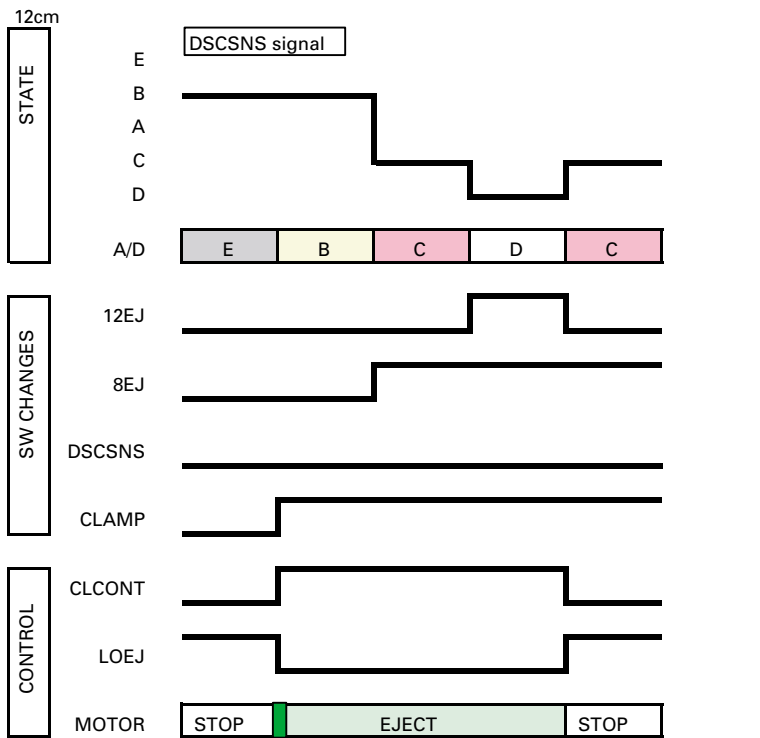 12cm
STATE
DSCSNS signal
E
B
A
C
D
A/D E B C D C
SW CHANGES
12EJ
8EJ
DSCSNS
CLAMP
CONTROL
CLCONT
LOEJ
MOTOR STOP EJECT STOP